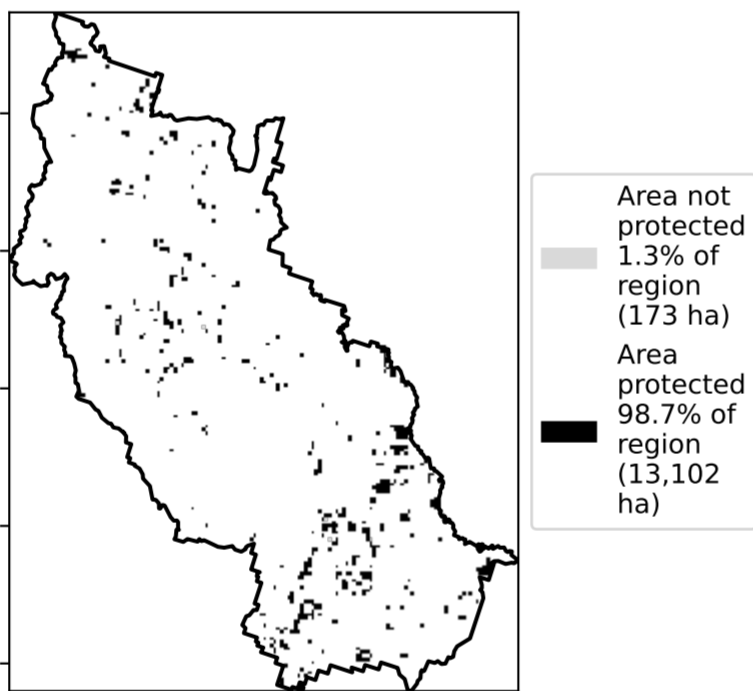 Area not
protected
1.3% of
region
(173 ha)
Area
protected
98.7% of
region
(13,102
ha)